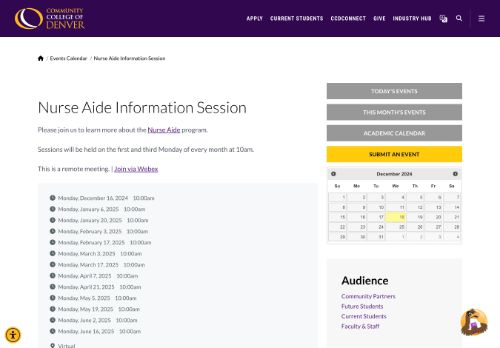 COMMUNITY
COLLEGE OF
DENVER
APPLY CURRENT STUDENTS CCDCONNECT GIVE INDUSTRY HUB
/ Events Calendar / Nurse Aide Information Session
Nurse Aide Information Session
Please join us to learn more about the Nurse Aide program.
Sessions will be held on the first and third Monday of every month at 10am.
This is a remote meeting. | Join via Webex
Monday, December 16, 2024 10:00am
Monday, January 6, 2025 10:00am
Monday, January 20, 2025 10:00am
Monday, February 3, 2025 10:00am
Monday, February 17, 2025 10:00am
Monday, March 3, 2025 10:00am
Monday, March 17, 2025 10:00am
Monday, April 7, 2025 10:00am
Monday, April 21, 2025 10:00am
Monday, May 5, 2025 10:00am
Monday, May 19, 2025 10:00am
Monday, June 2, 2025 10:00am
Monday, June 16, 2025 10:00am
Virtual
TODAY'S EVENTS
THIS MONTH'S EVENTS
ACADEMIC CALENDAR
SUBMIT AN EVENT
December 2024
Su Mo Tu We Th Fr Sa
1 2 3 4 5 6 7
8 9 10 11 12 13 14
15 16 17 18 19 20 21
22 23 24 25 26 27 28
29 30 31 1 2 3 4
Audience
Community Partners
Future Students
Current Students
Faculty & Staff